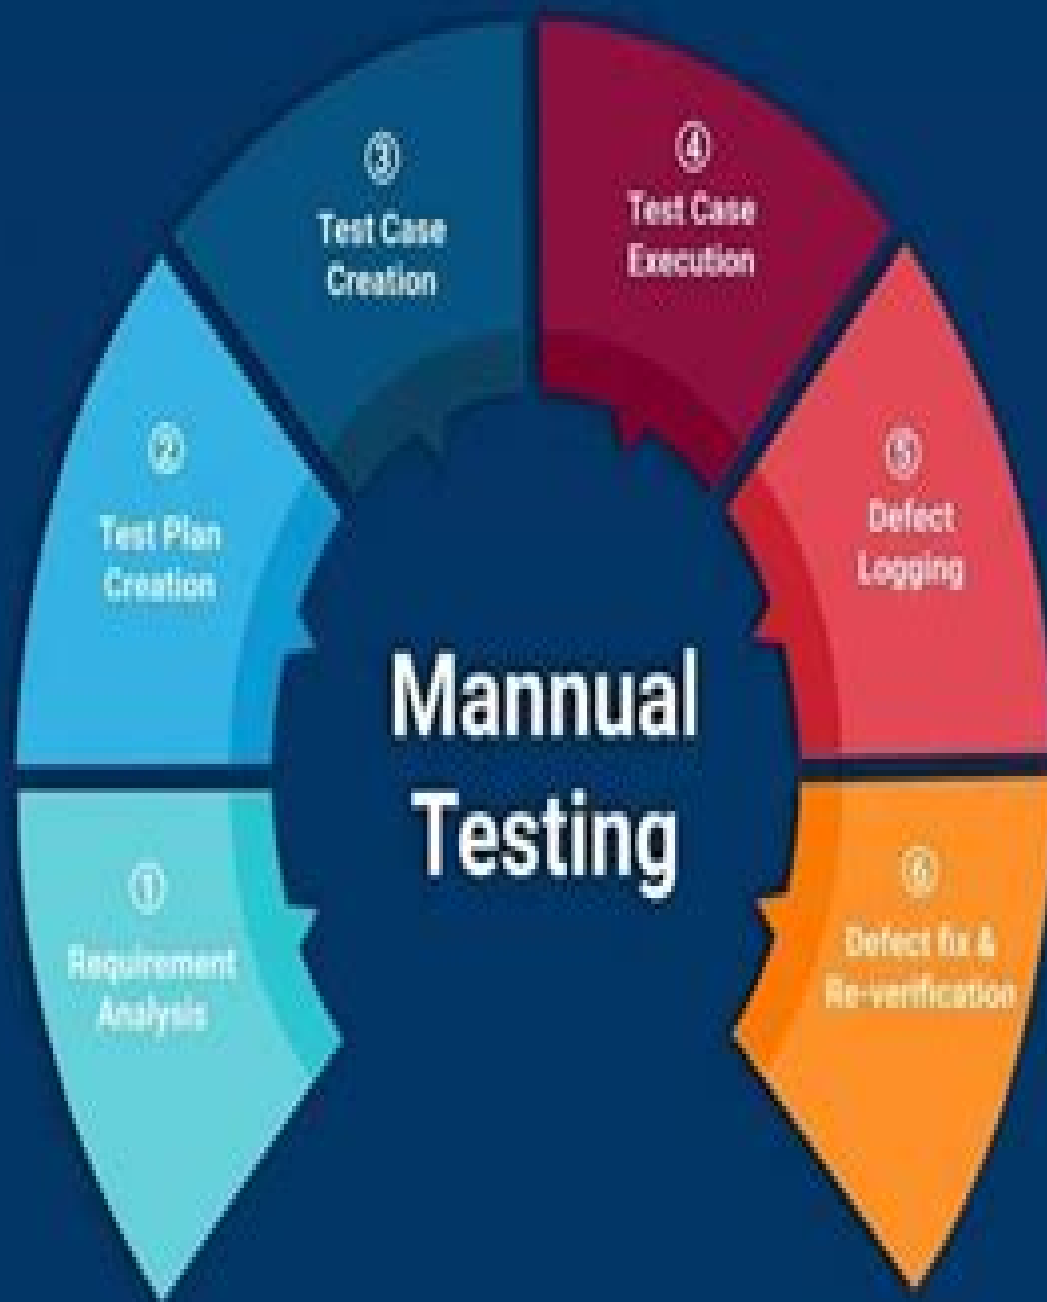 ①
Requirement
Analysis
②
Test Plan
Creation
③
Test Case
Creation
④
Test Case
Execution
⑤
Defect
Logging
⑥
Defect fix &
Re-verification
Mannual
Testing